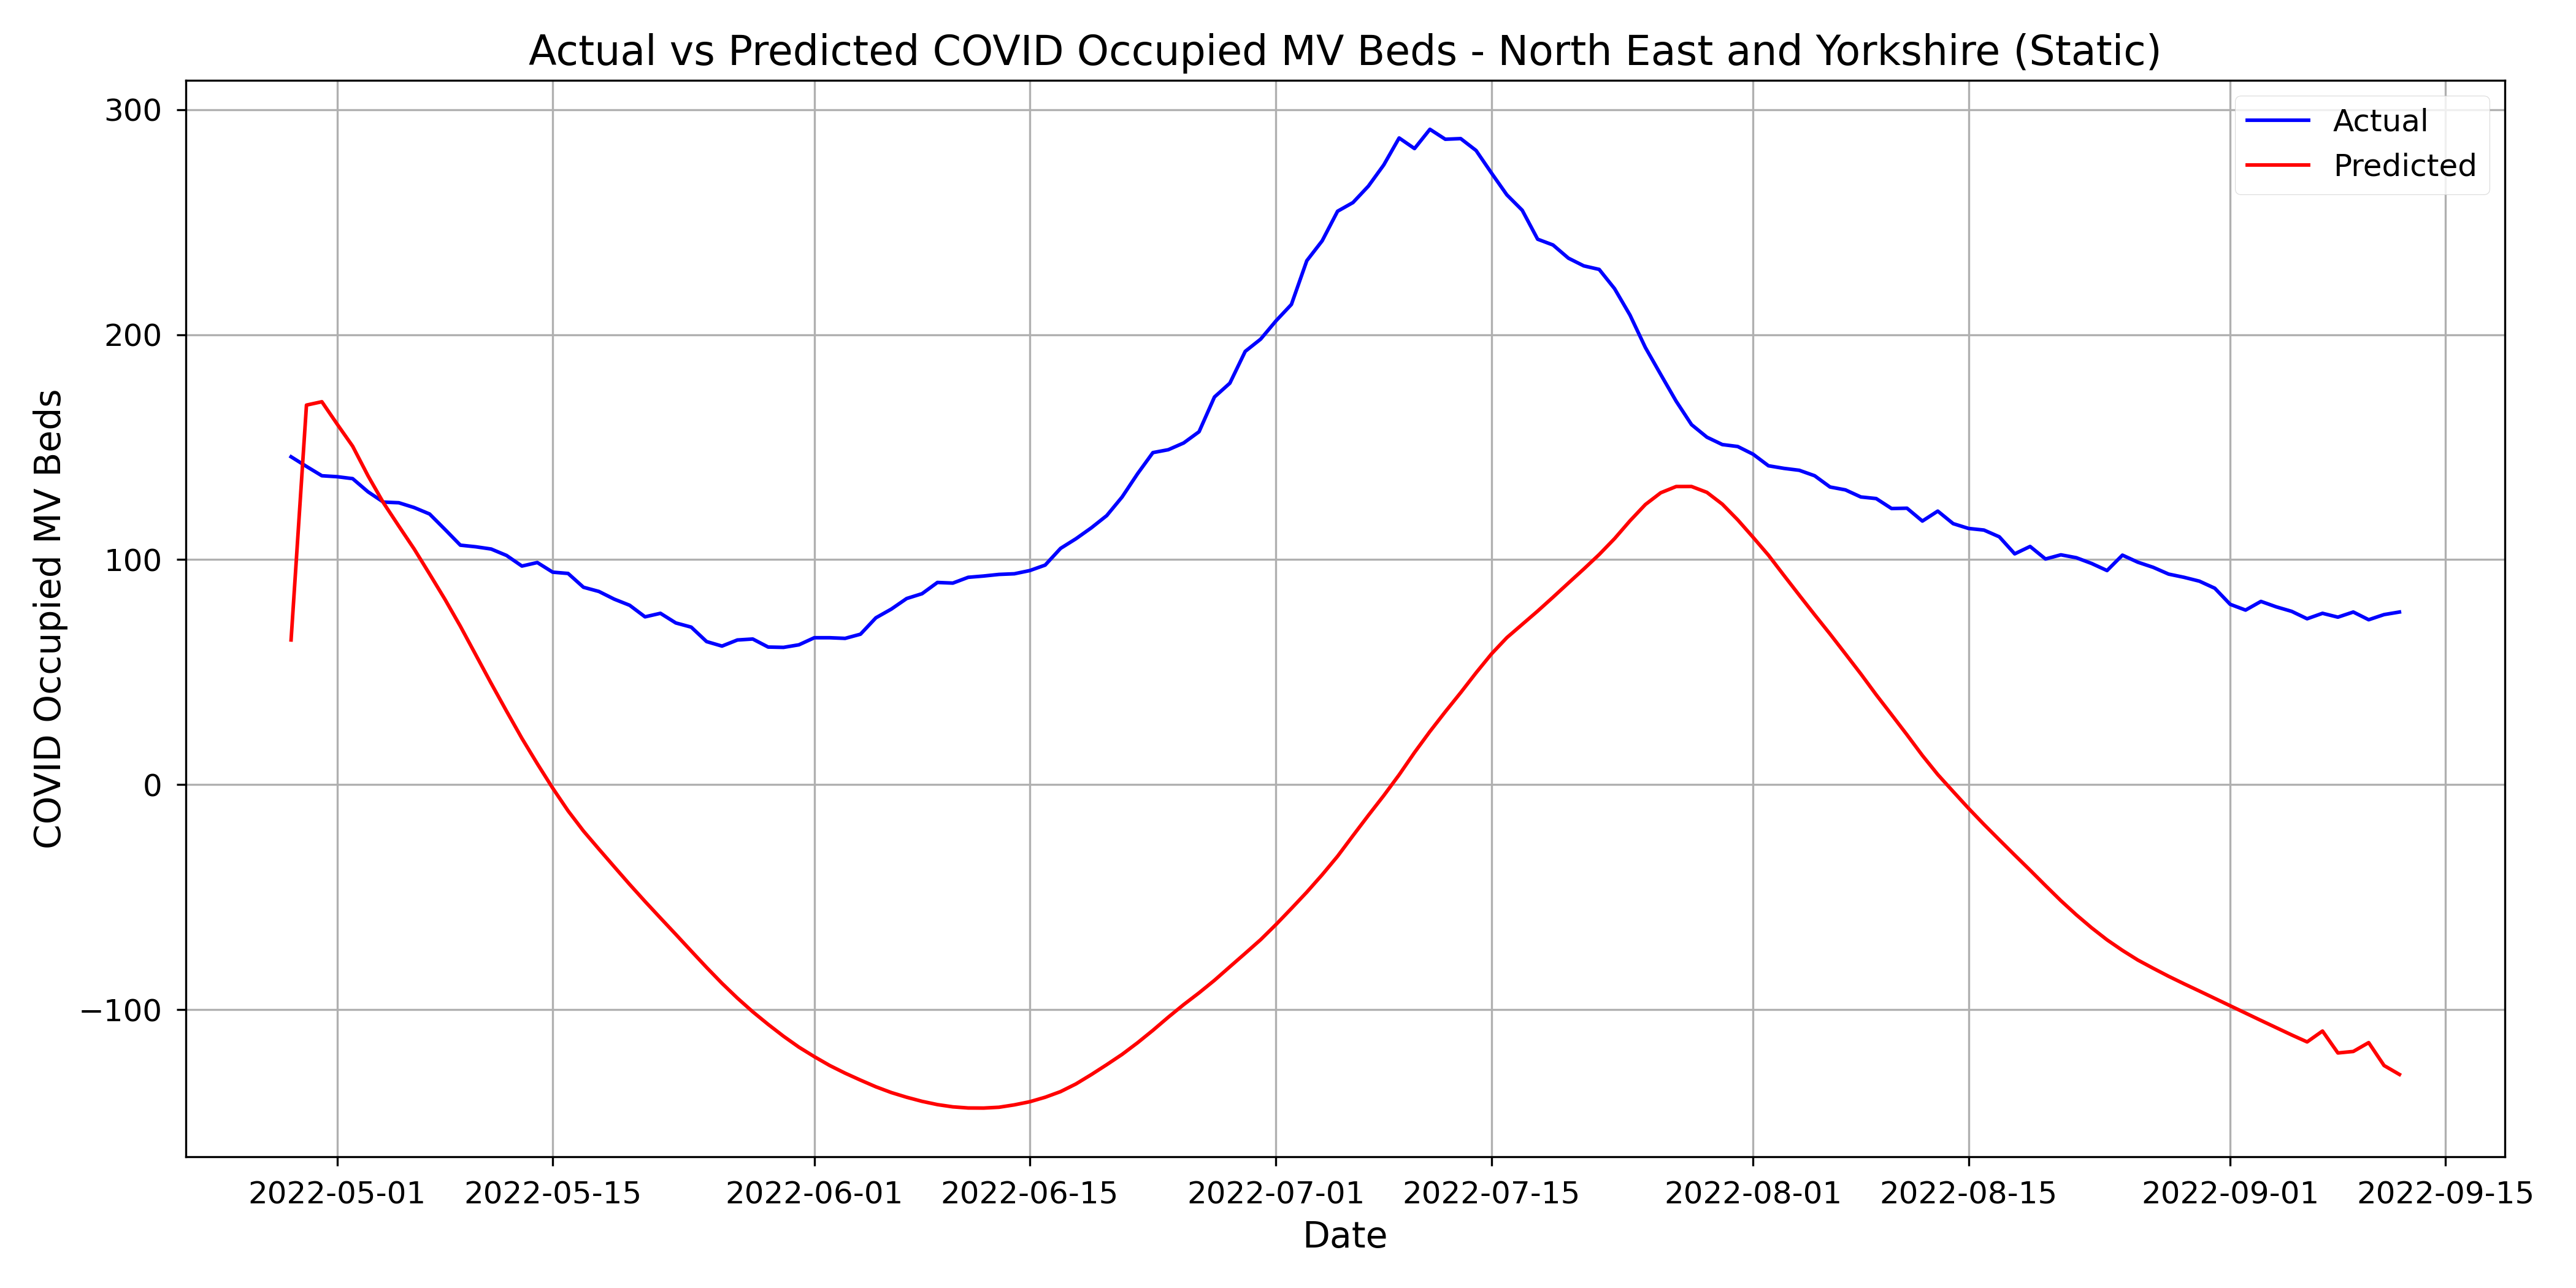 Actual vs Predicted COVID Occupied MV Beds - North East and Yorkshire (Static)
Actual
Predicted
COVID Occupied MV Beds
300
200
100
0
−100
2022-05-01 2022-05-15 2022-06-01 2022-06-15 2022-07-01 2022-07-15 2022-08-01 2022-08-15 2022-09-01 2022-09-15
Date